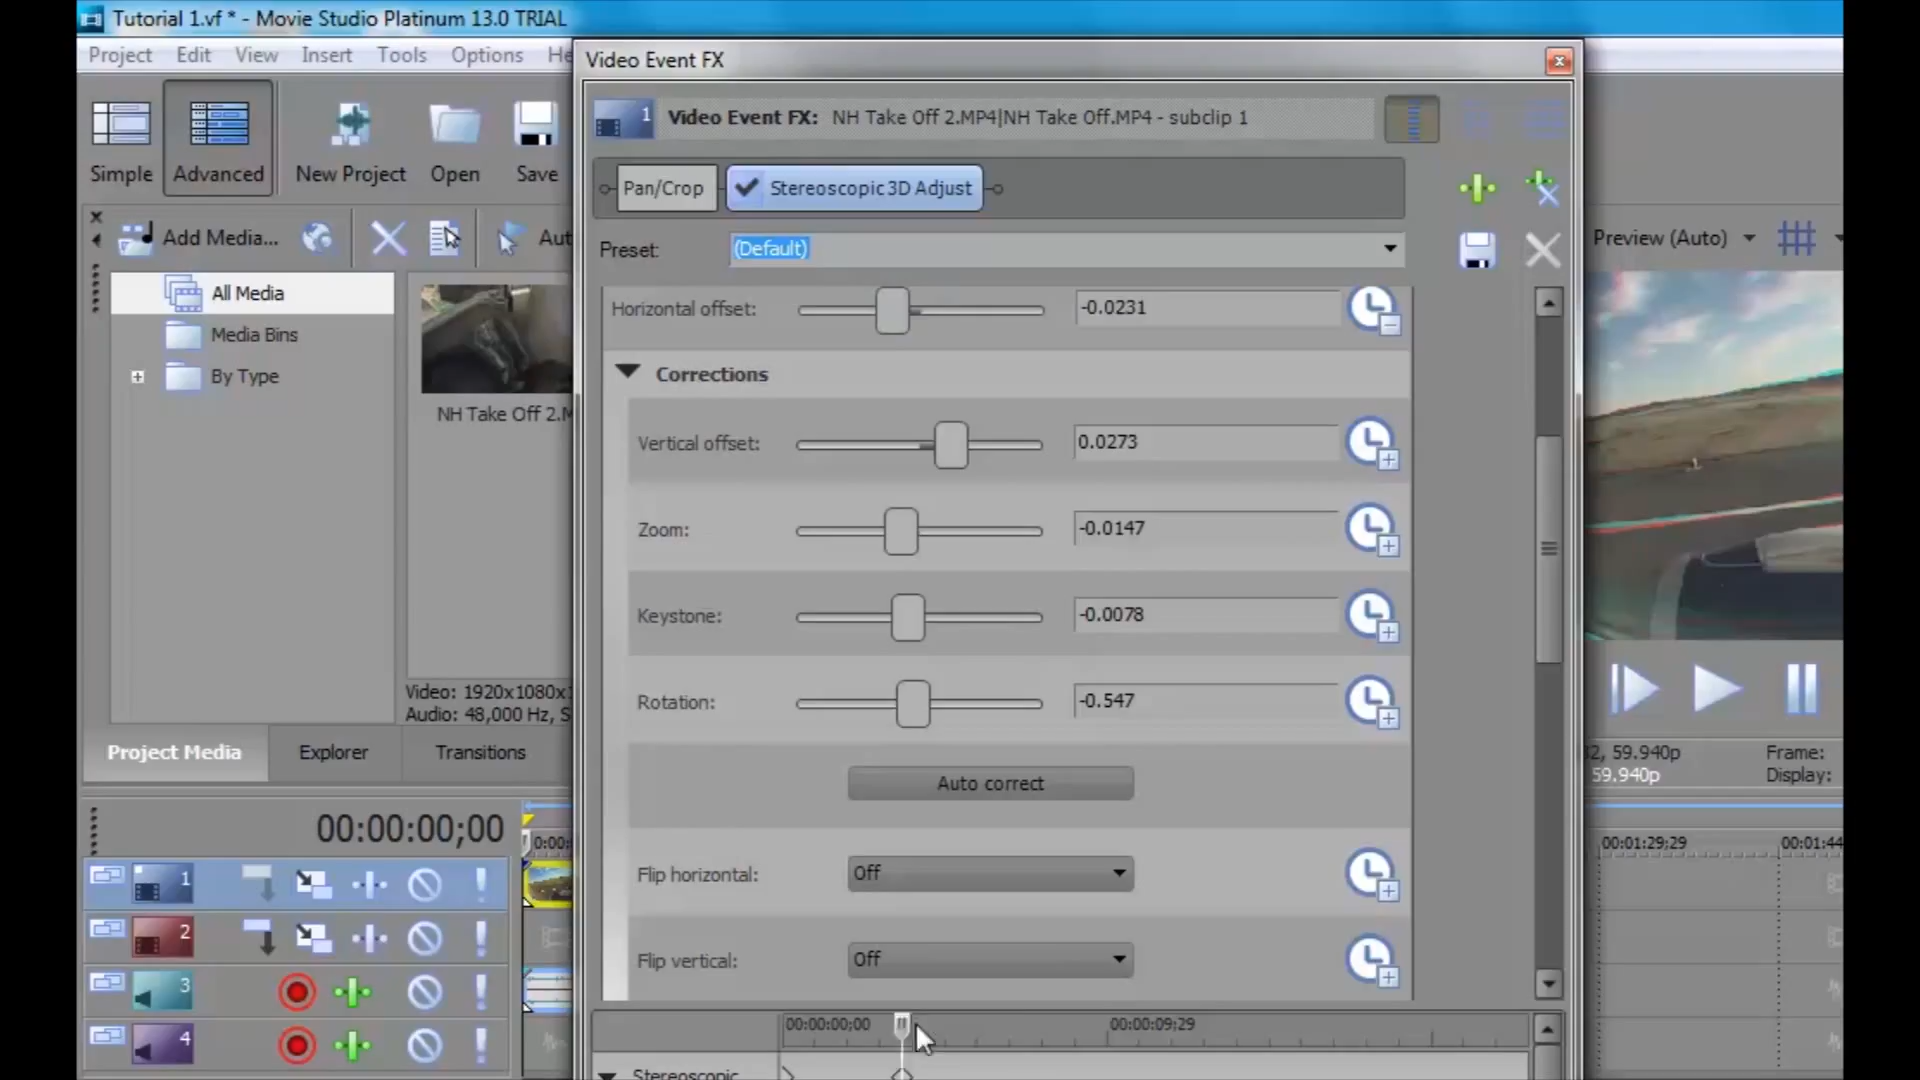 Tutorial 1.vf * - Movie Studio Platinum 13.0 TRIAL
Project Edit View Insert Tools Options He
Video Event FX
Simple Advanced New Project Open Save
1 Video Event FX: NH Take Off 2.MP4|NH Take Off.MP4 - subclip 1
Pan/Crop Stereoscopic 3D Adjust
Add Media... Aut
Preset: (Default)
Preview (Auto)
All Media
Media Bins
By Type
NH Take Off 2.M
Horizontal offset: -0.0231
Corrections
Vertical offset: 0.0273
Zoom: -0.0147
Keystone: -0.0078
Rotation: -0.547
Auto correct
Flip horizontal: Off
Flip vertical: Off
Video: 1920x1080x
Audio: 48,000 Hz, S
Project Media Explorer Transitions
2, 59.940p Frame:
59.940p Display:
00:00:00;00
0:00:
00:01:29;29 00:01:44
1
2
3
4
00:00:00;00 00:00:09;29
Stereoscopic